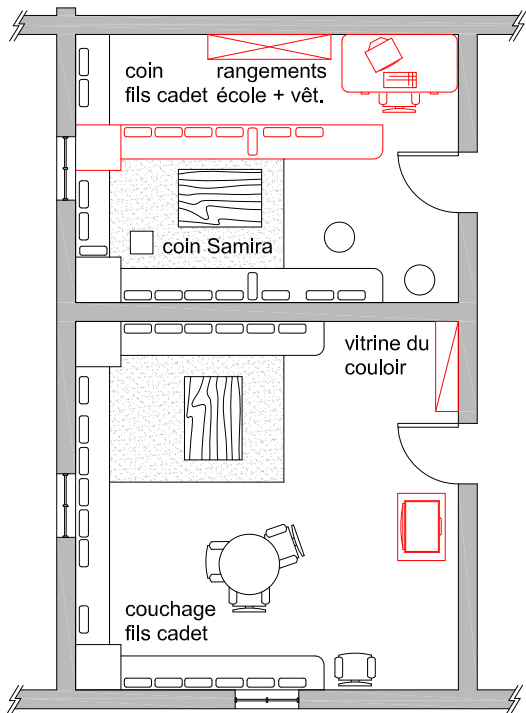 coin
fils cadet
rangements
école + vêt.
coin Samira
vitrine du
couloir
couchage
fils cadet